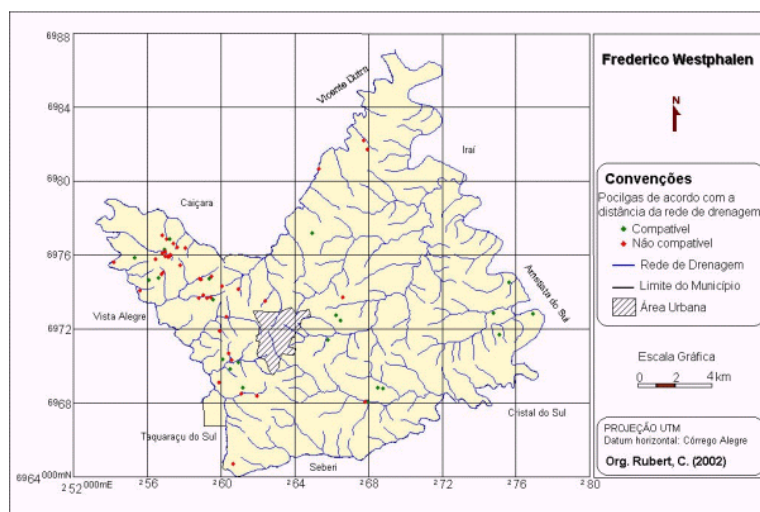 Frederico Westphalen
N
Convenções
Pocilgas de acordo com a
distância da rede de drenagem
Compatível
Não compatível
Rede de Drenagem
Limite do Município
Área Urbana
Escala Gráfica
0 2 4 km
PROJEÇÃO UTM
Datum horizontal: Córrego Alegre
Org. Rubert, C. (2002)
6988
6984
6980
6976
6972
6968
6964 000mN
252 000mE
256
260
264
268
272
276
280
Vicente Dutra
Iraí
Caiçara
Vista Alegre
Taquaraçu do Sul
Seberi
Cristal do Sul
do Sul